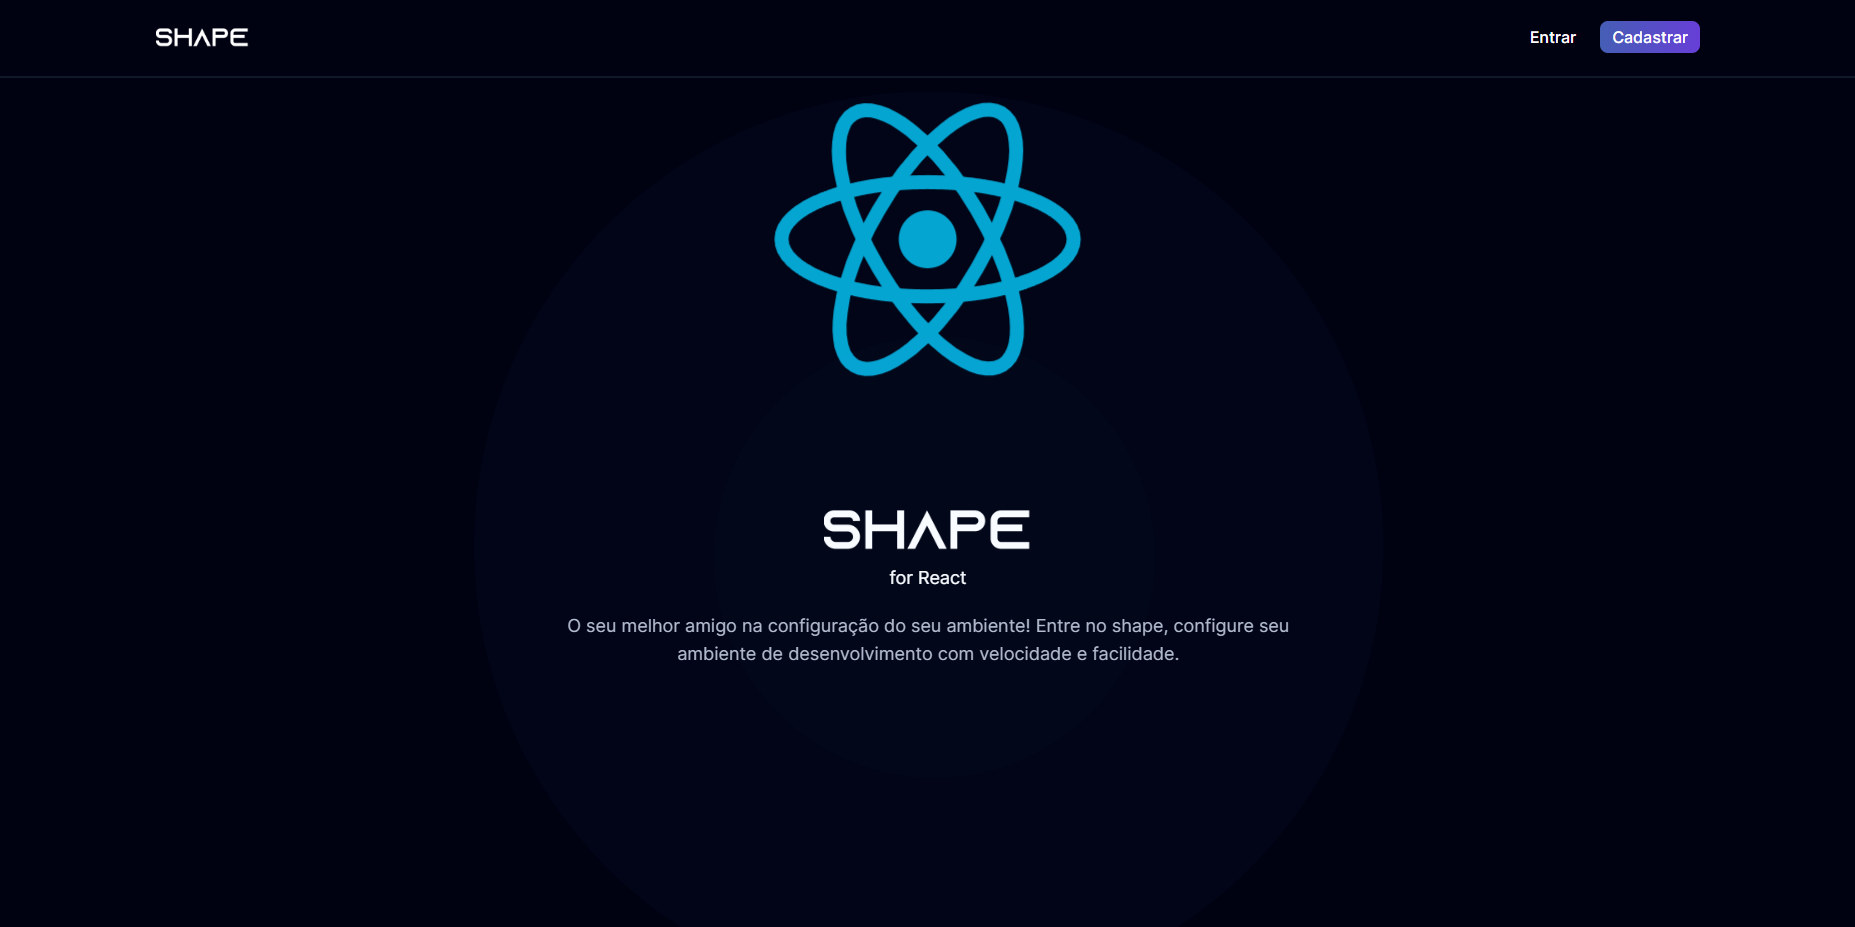 SHAPE
Entrar
Cadastrar
SHAPE
for React
O seu melhor amigo na configuração do seu ambiente! Entre no shape, configure seu
ambiente de desenvolvimento com velocidade e facilidade.